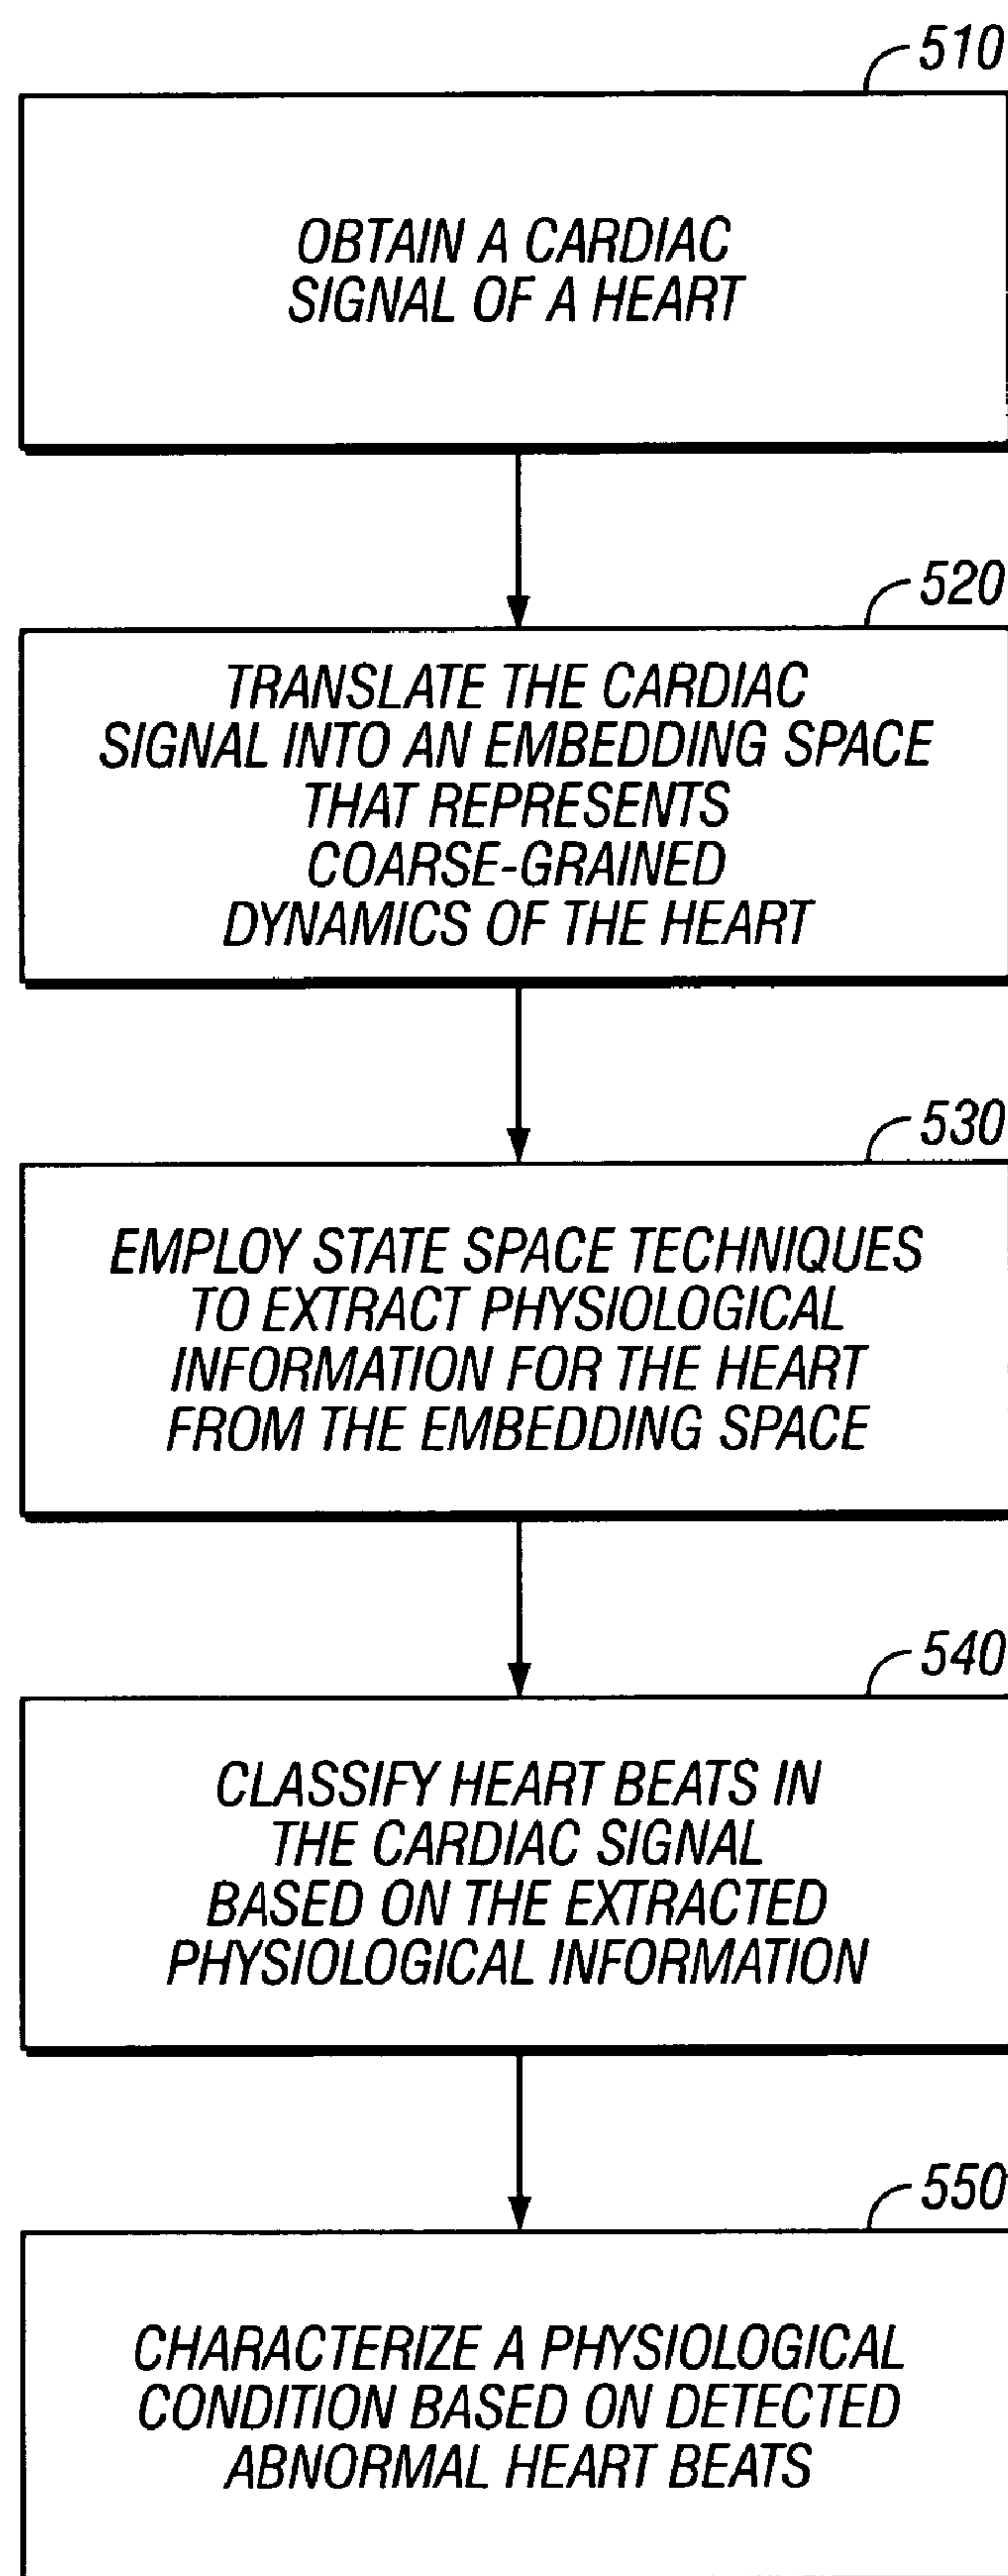 510
OBTAIN A CARDIAC
SIGNAL OF A HEART
520
TRANSLATE THE CARDIAC
SIGNAL INTO AN EMBEDDING SPACE
THAT REPRESENTS
COARSE-GRAINED
DYNAMICS OF THE HEART
530
EMPLOY STATE SPACE TECHNIQUES
TO EXTRACT PHYSIOLOGICAL
INFORMATION FOR THE HEART
FROM THE EMBEDDING SPACE
540
CLASSIFY HEART BEATS IN
THE CARDIAC SIGNAL
BASED ON THE EXTRACTED
PHYSIOLOGICAL INFORMATION
550
CHARACTERIZE A PHYSIOLOGICAL
CONDITION BASED ON DETECTED
ABNORMAL HEART BEATS